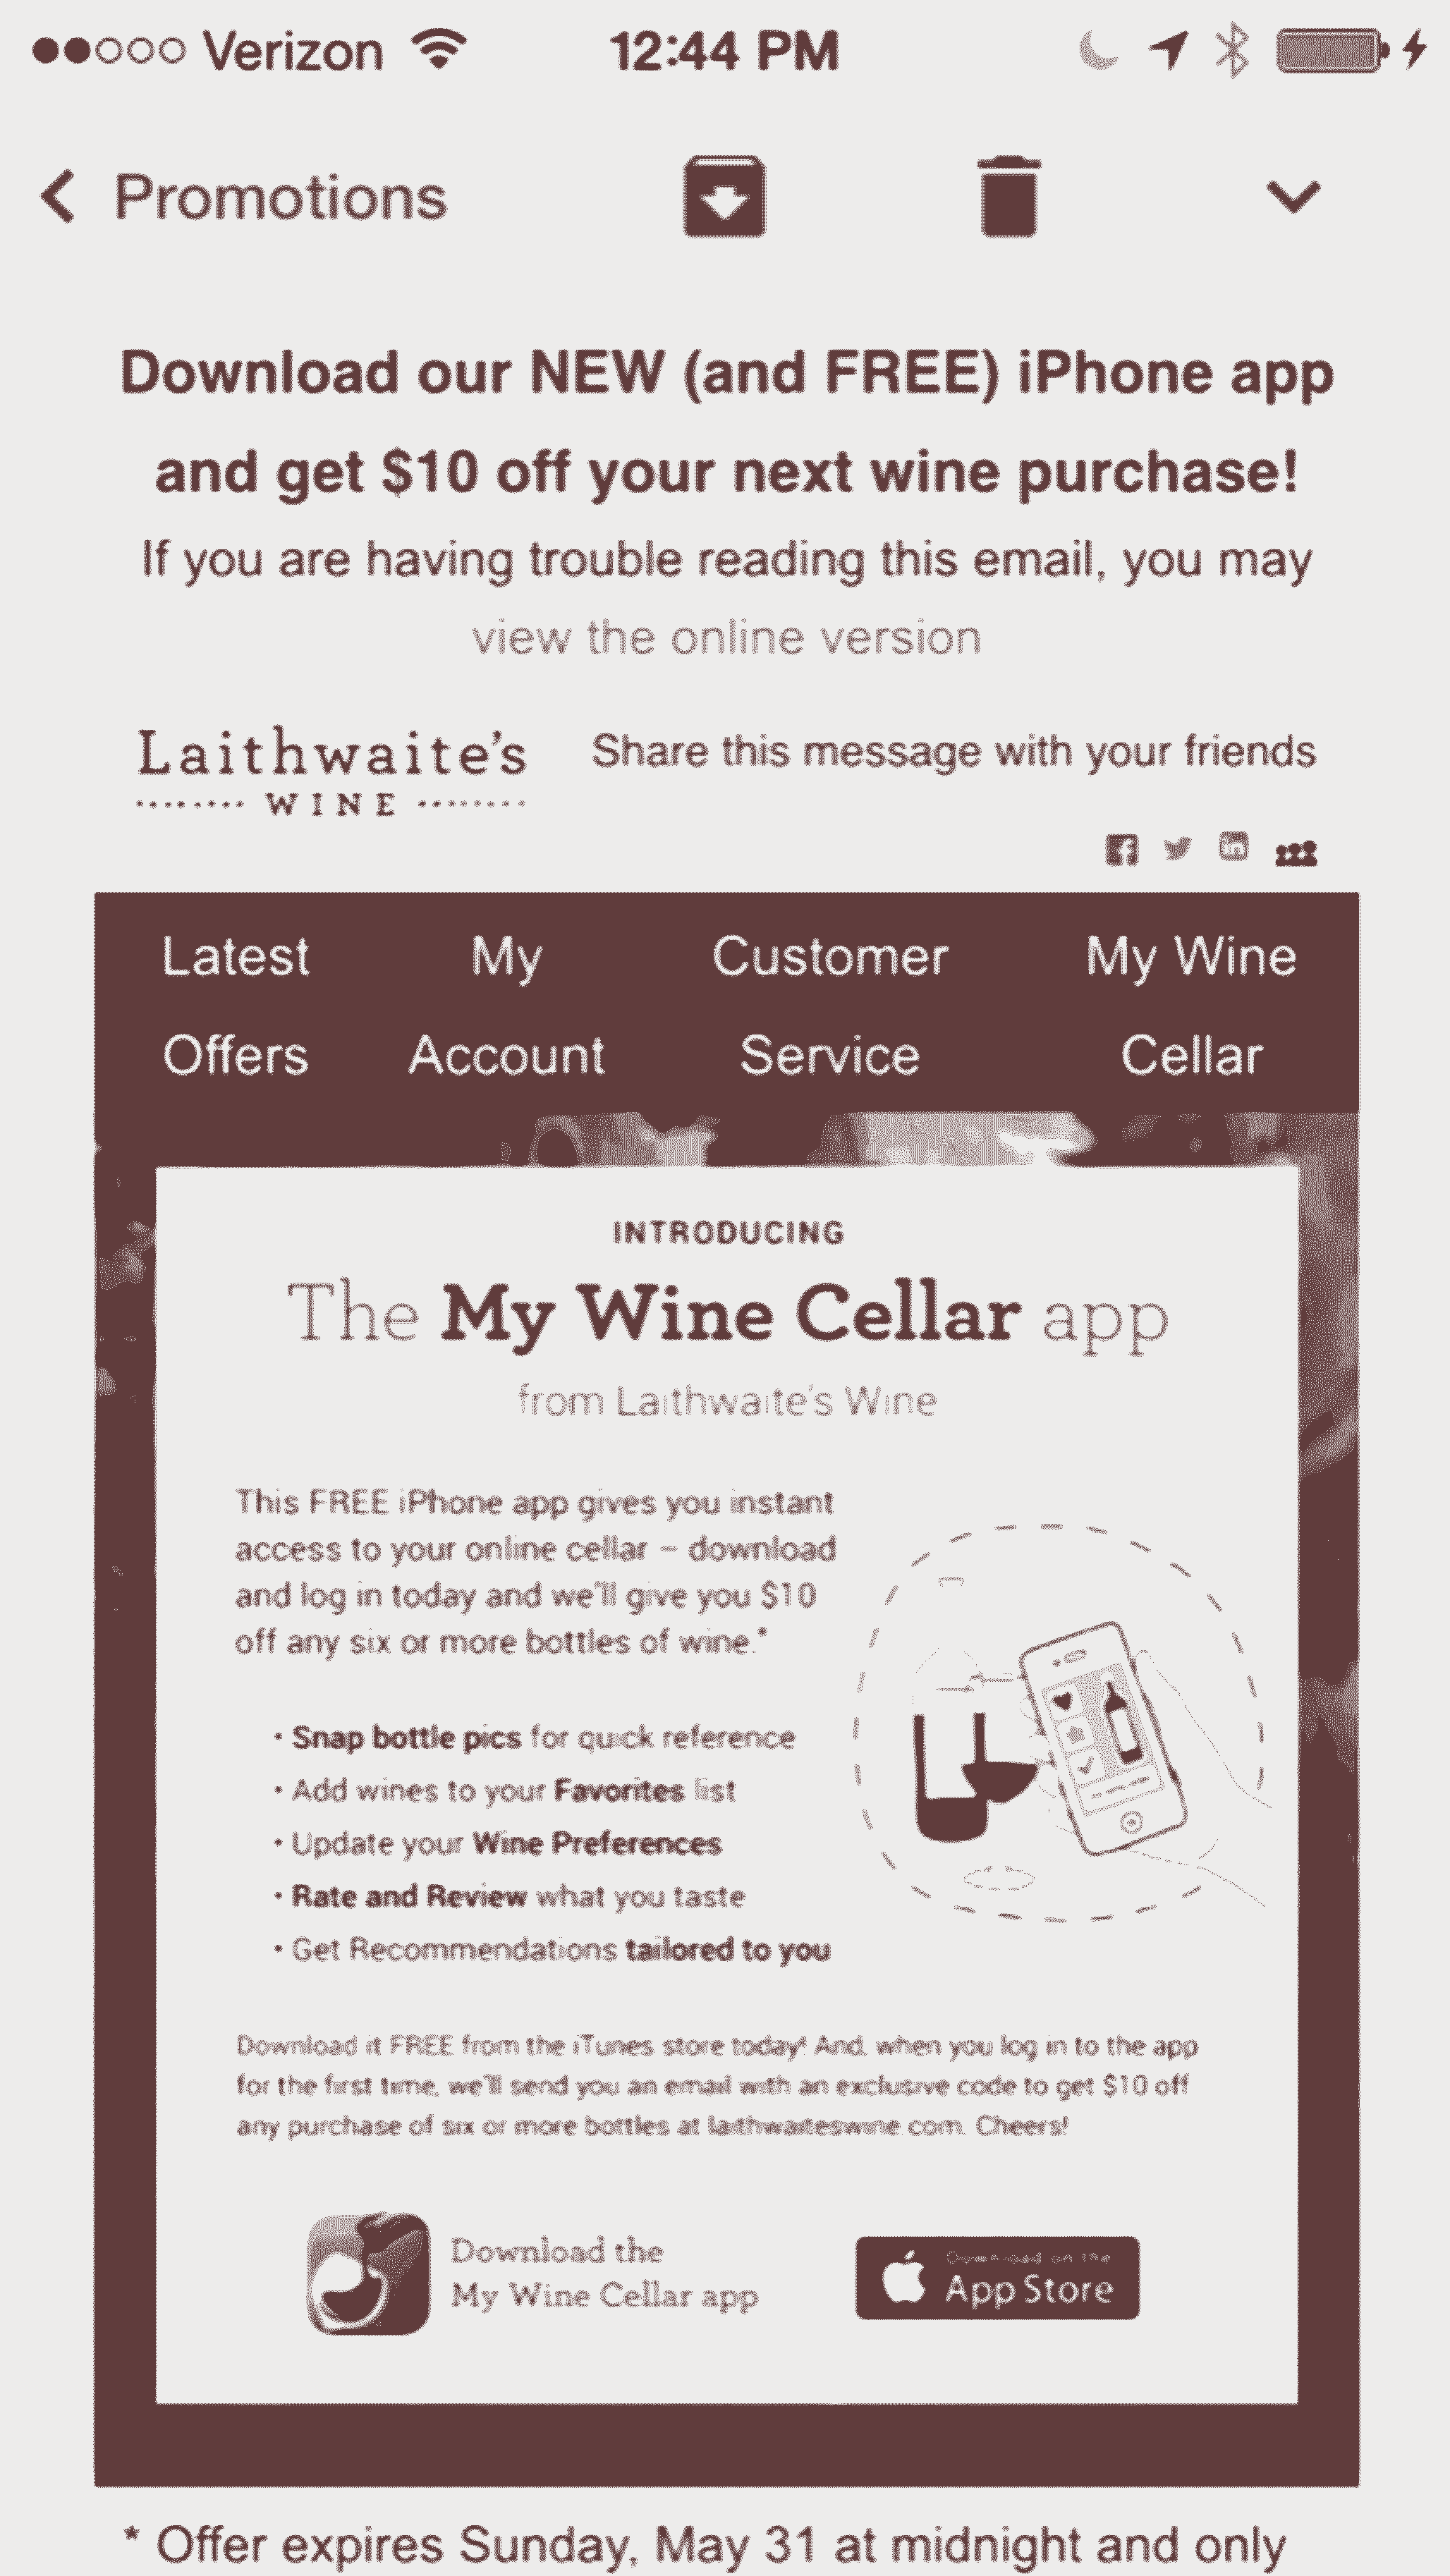 Verizon 12:44 PM
Promotions
Download our NEW (and FREE) iPhone app
and get $10 off your next wine purchase!
If you are having trouble reading this email, you may
view the online version
Laithwaite's
WINE
Share this message with your friends
Latest My Customer My Wine
Offers Account Service Cellar
INTRODUCING
The My Wine Cellar app
from Laithwaite's Wine
This FREE iPhone app gives you instant
access to your online cellar – download
and log in today and we'll give you $10
off any six or more bottles of wine.*
• Snap bottle pics for quick reference
• Add wines to your Favorites list
• Update your Wine Preferences
• Rate and Review what you taste
• Get Recommendations tailored to you
Download it FREE from the iTunes store today! And, when you log in to the app
for the first time, we'll send you an email with an exclusive code to get $10 off
any purchase of six or more bottles at laithwaiteswine.com. Cheers!
Download the
My Wine Cellar app
Download on the
App Store
* Offer expires Sunday, May 31 at midnight and only